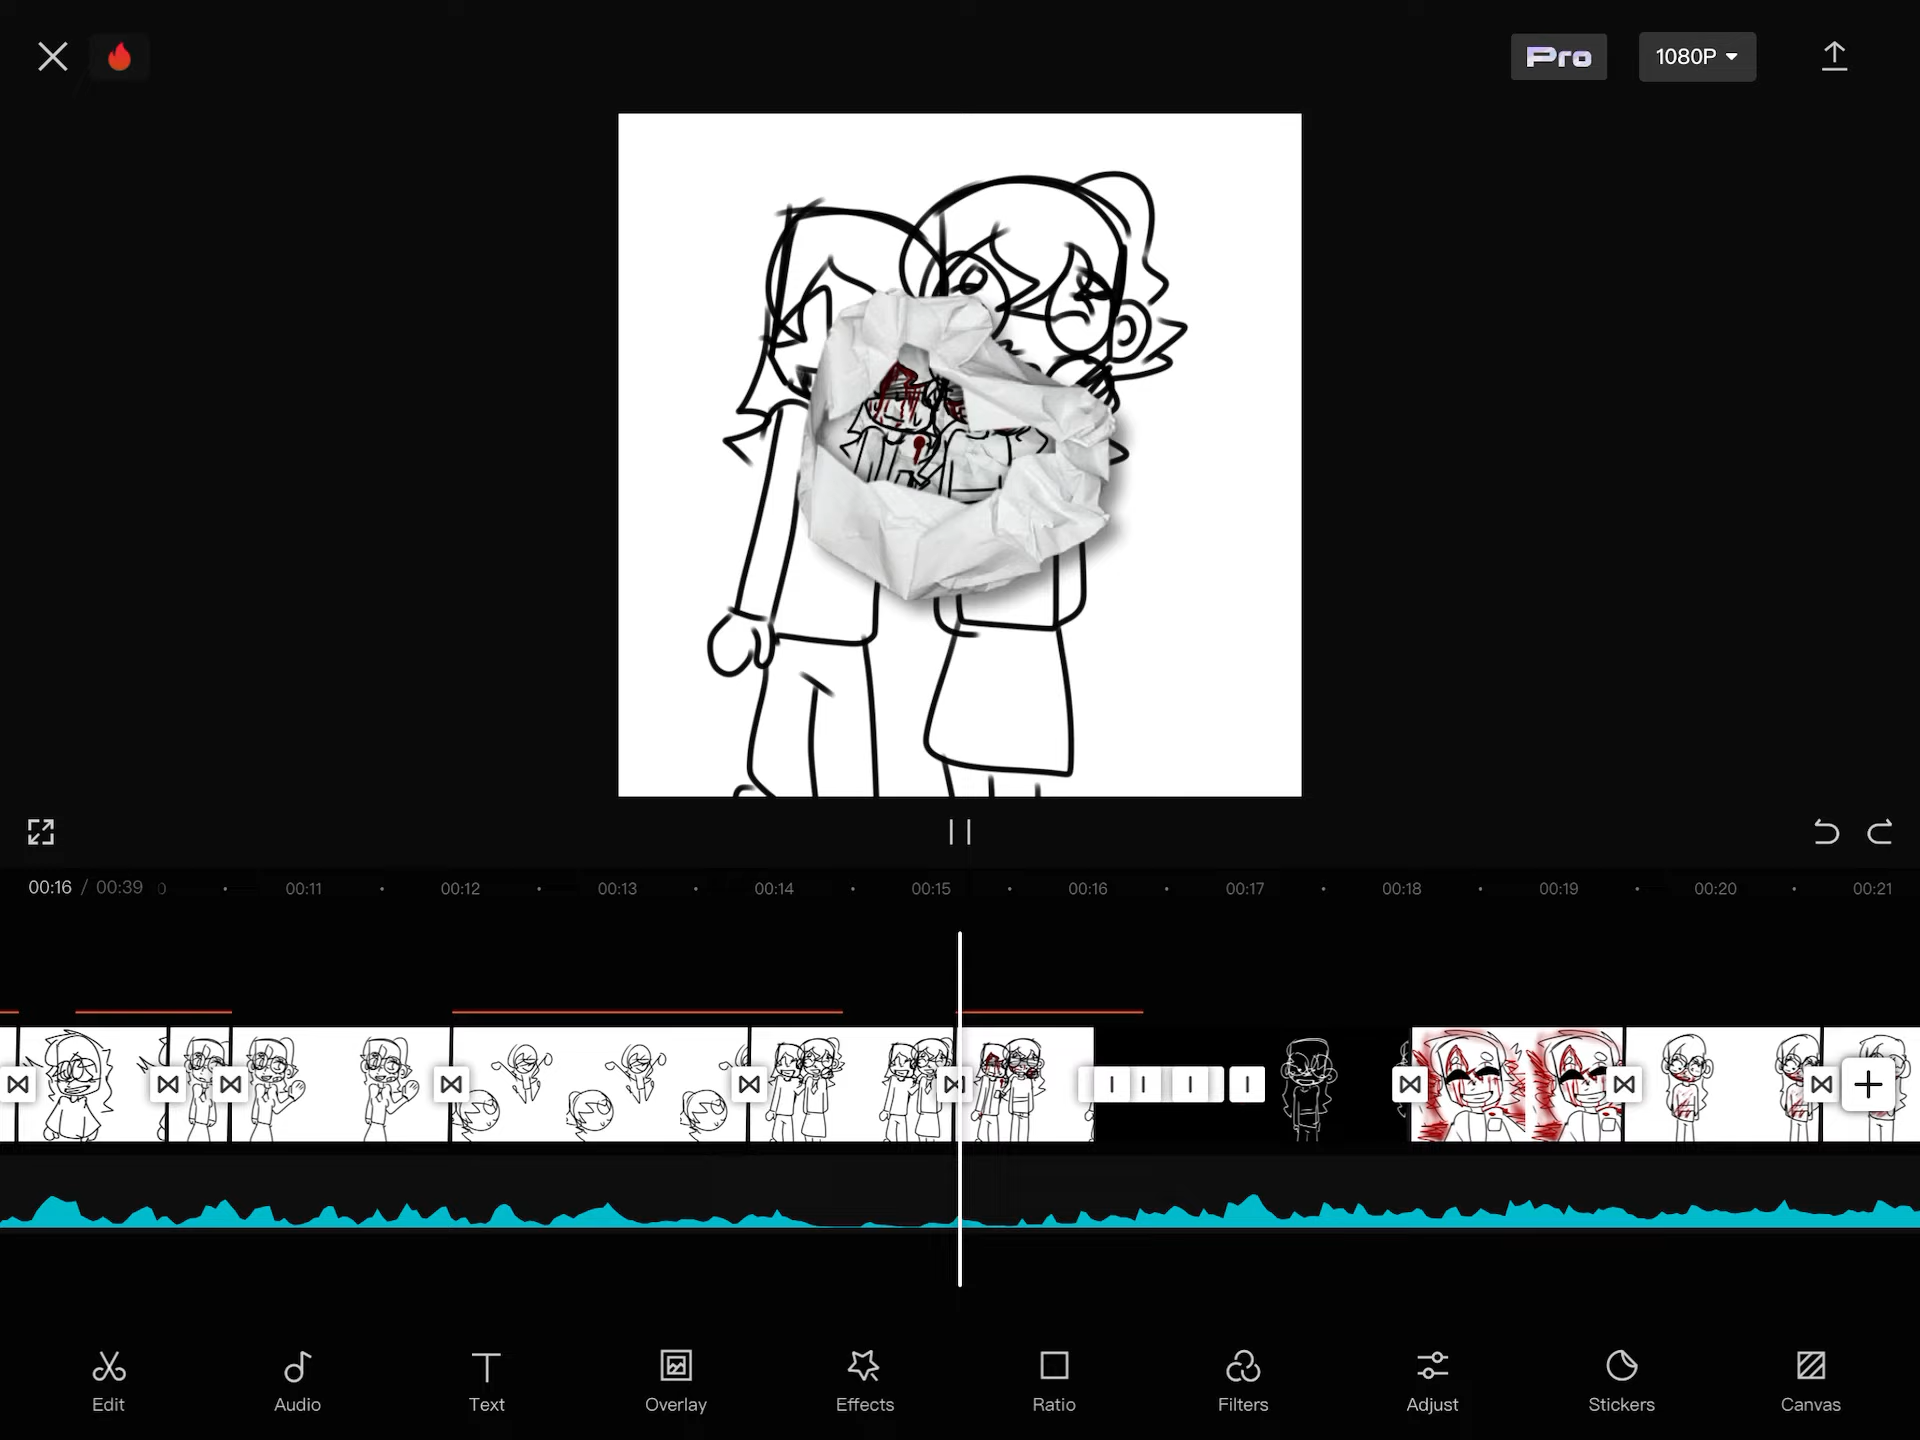 Pro 1080P
00:16 / 00:39
00:11 00:12 00:13 00:14 00:15 00:16 00:17 00:18 00:19 00:20 00:21
Edit Audio Text Overlay Effects Ratio Filters Adjust Stickers Canvas